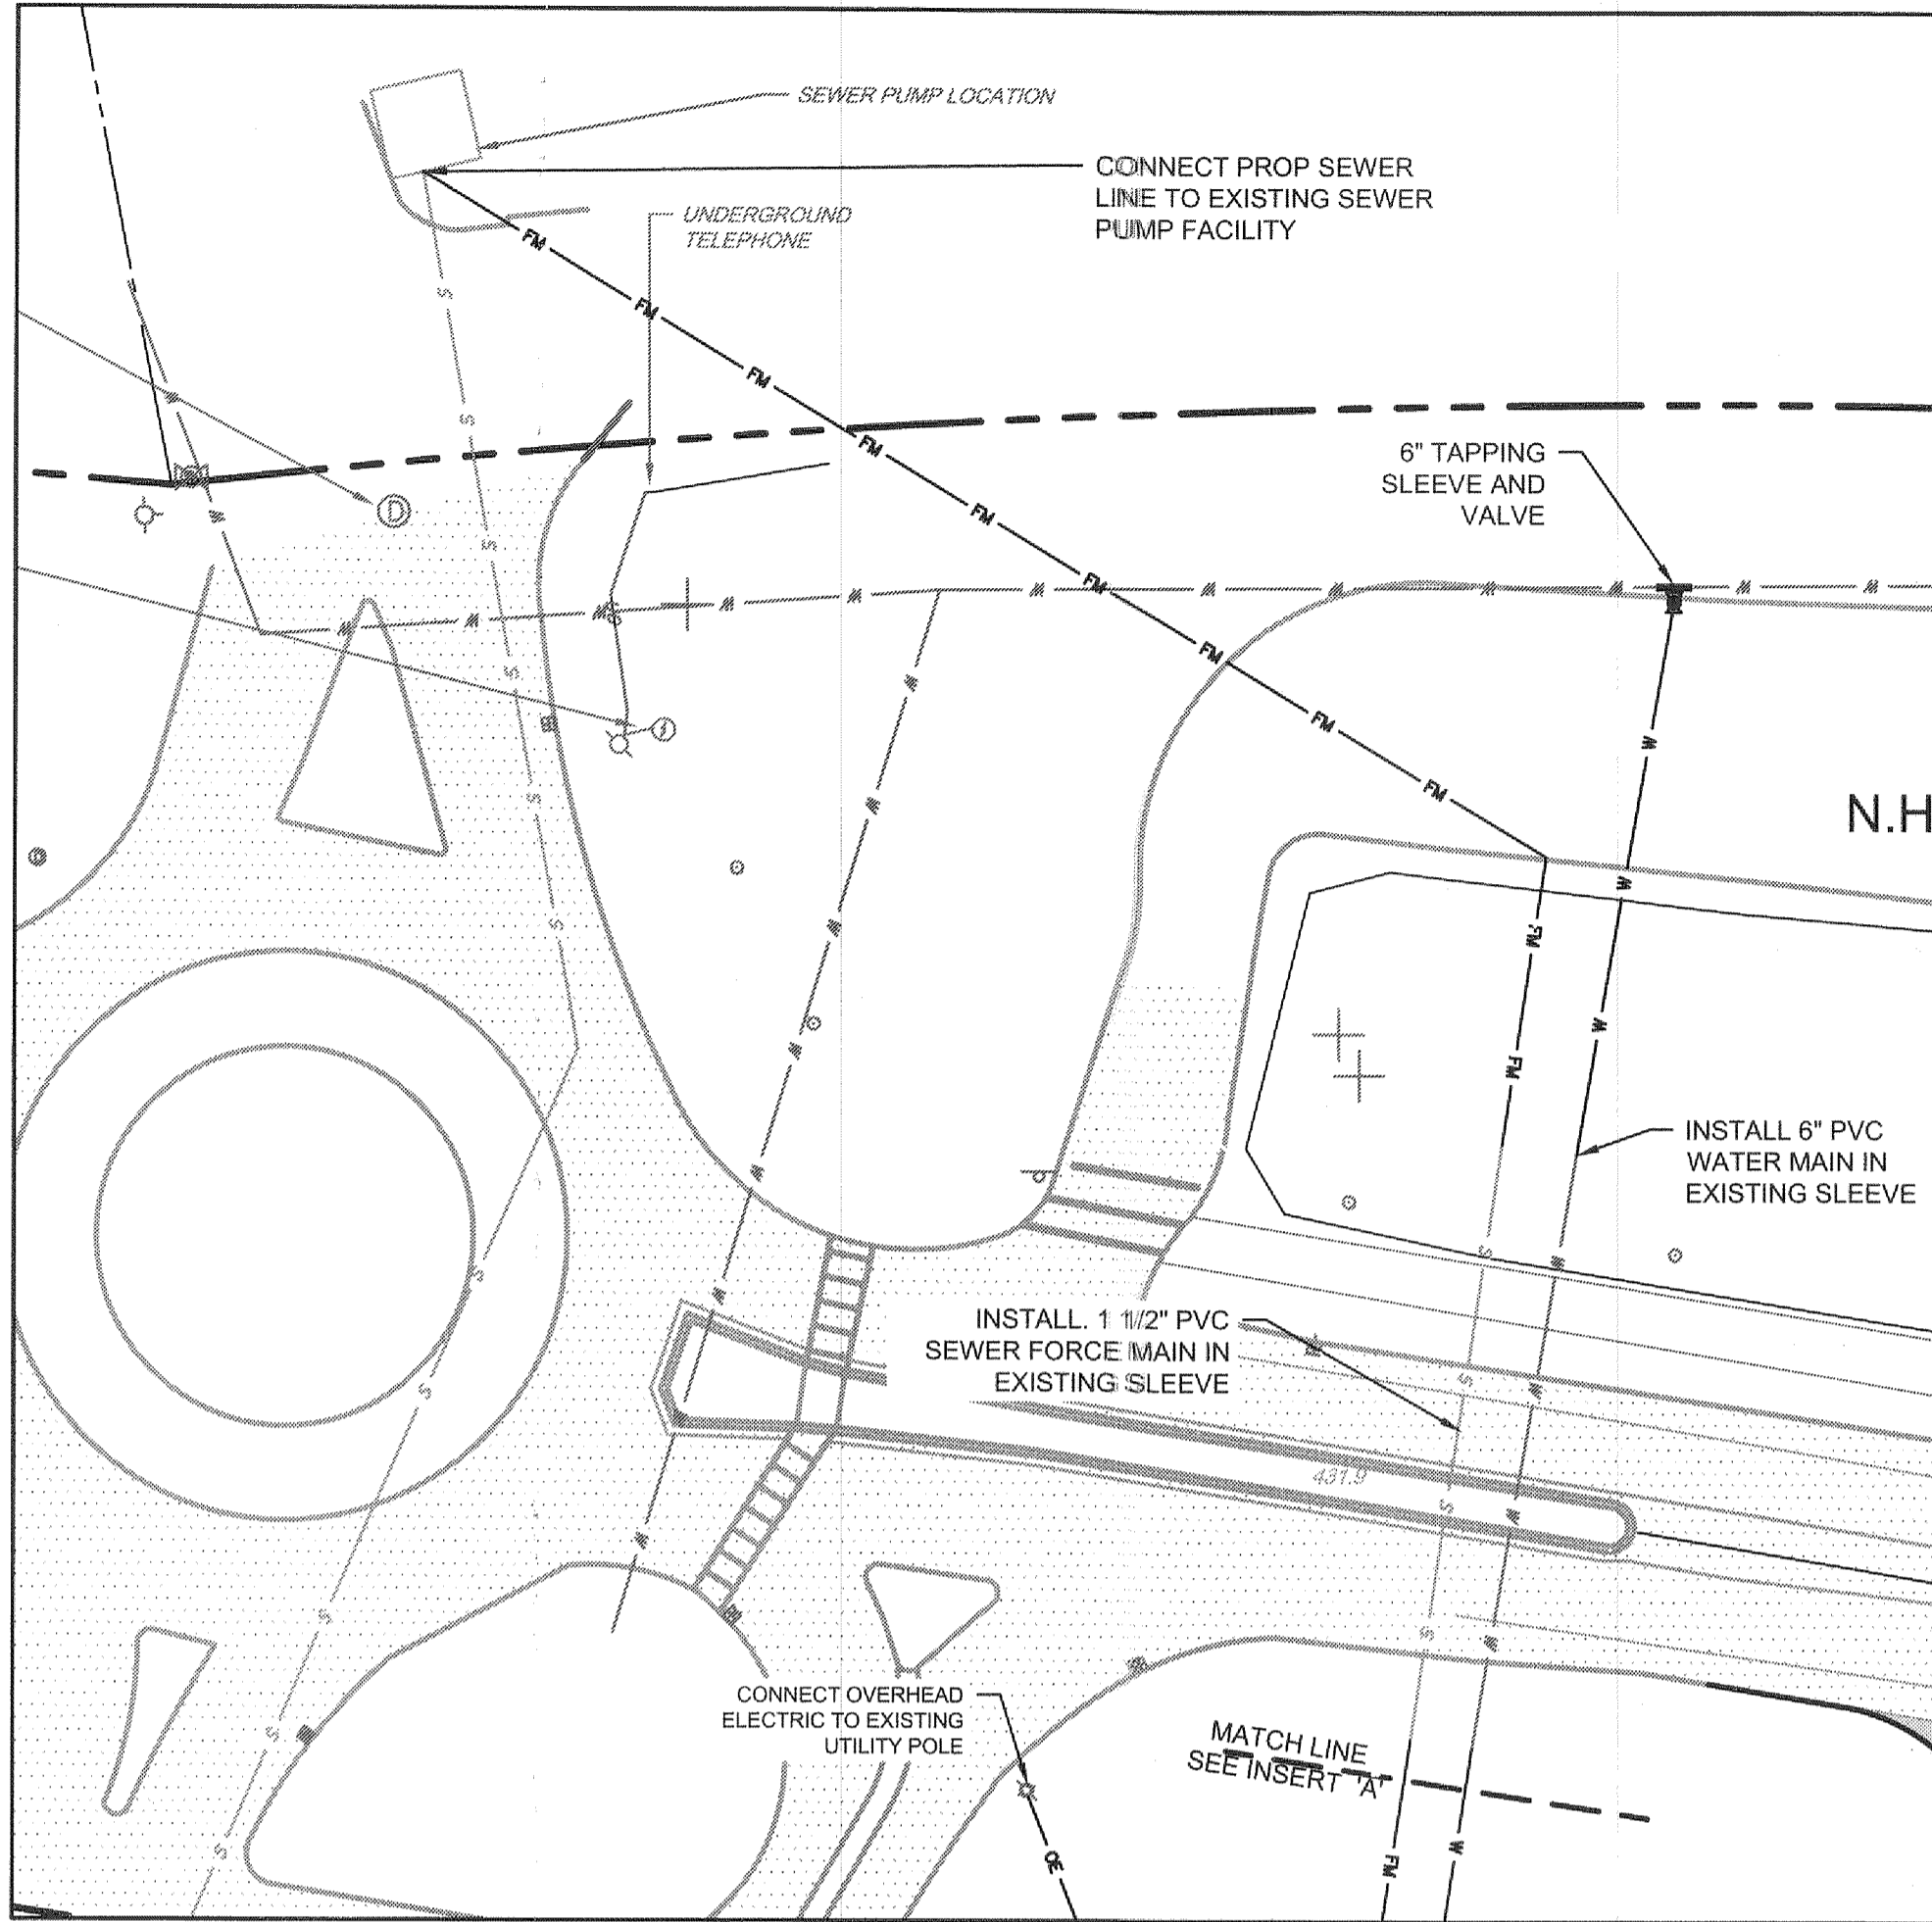 SEWER PUMP LOCATION
CONNECT PROP SEWER
LINE TO EXISTING SEWER
PUMP FACILITY
UNDERGROUND
TELEPHONE
6" TAPPING
SLEEVE AND
VALVE
N.H
INSTALL 6" PVC
WATER MAIN IN
EXISTING SLEEVE
INSTALL. 1 1/2" PVC
SEWER FORCE MAIN IN
EXISTING SLEEVE
431.9
CONNECT OVERHEAD
ELECTRIC TO EXISTING
UTILITY POLE
MATCH LINE
SEE INSERT 'A'
FM
FM
FM
FM
FM
FM
FM
FM
FM
FM
FM
FM
W
W
W
W
W
W
W
S
S
S
S
S
S
S
S
S
S
S
D
OE